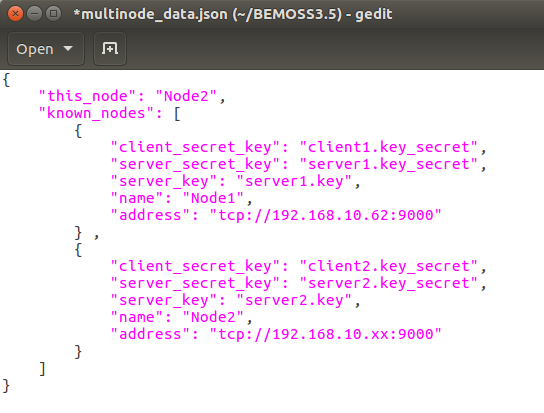 *multinode_data.json (~/BEMOSS3.5) - gedit
Open
{
    "this_node": "Node2",
    "known_nodes": [
        {
            "client_secret_key": "client1.key_secret",
            "server_secret_key": "server1.key_secret",
            "server_key": "server1.key",
            "name": "Node1",
            "address": "tcp://192.168.10.62:9000"
        } ,
        {
            "client_secret_key": "client2.key_secret",
            "server_secret_key": "server2.key_secret",
            "server_key": "server2.key",
            "name": "Node2",
            "address": "tcp://192.168.10.xx:9000"
        }
    ]
}